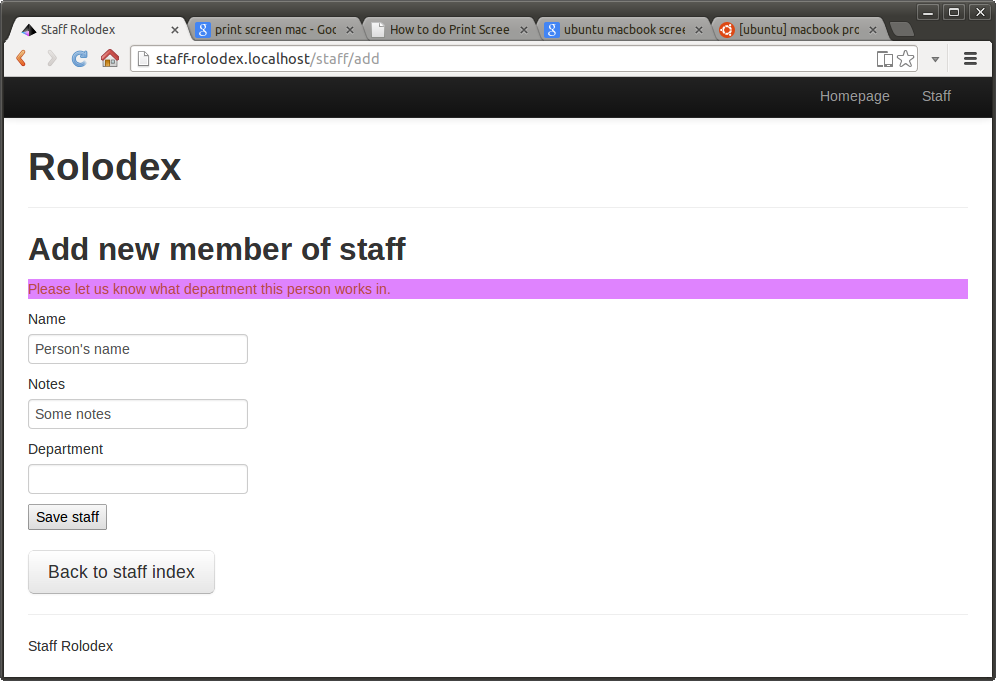 Staff Rolodex
print screen mac - Goo
How to do Print Scree
ubuntu macbook scree
[ubuntu] macbook pro
staff-rolodex.localhost/staff/add
Homepage Staff
Rolodex
Add new member of staff
Please let us know what department this person works in.
Name
Person's name
Notes
Some notes
Department
Save staff
Back to staff index
Staff Rolodex